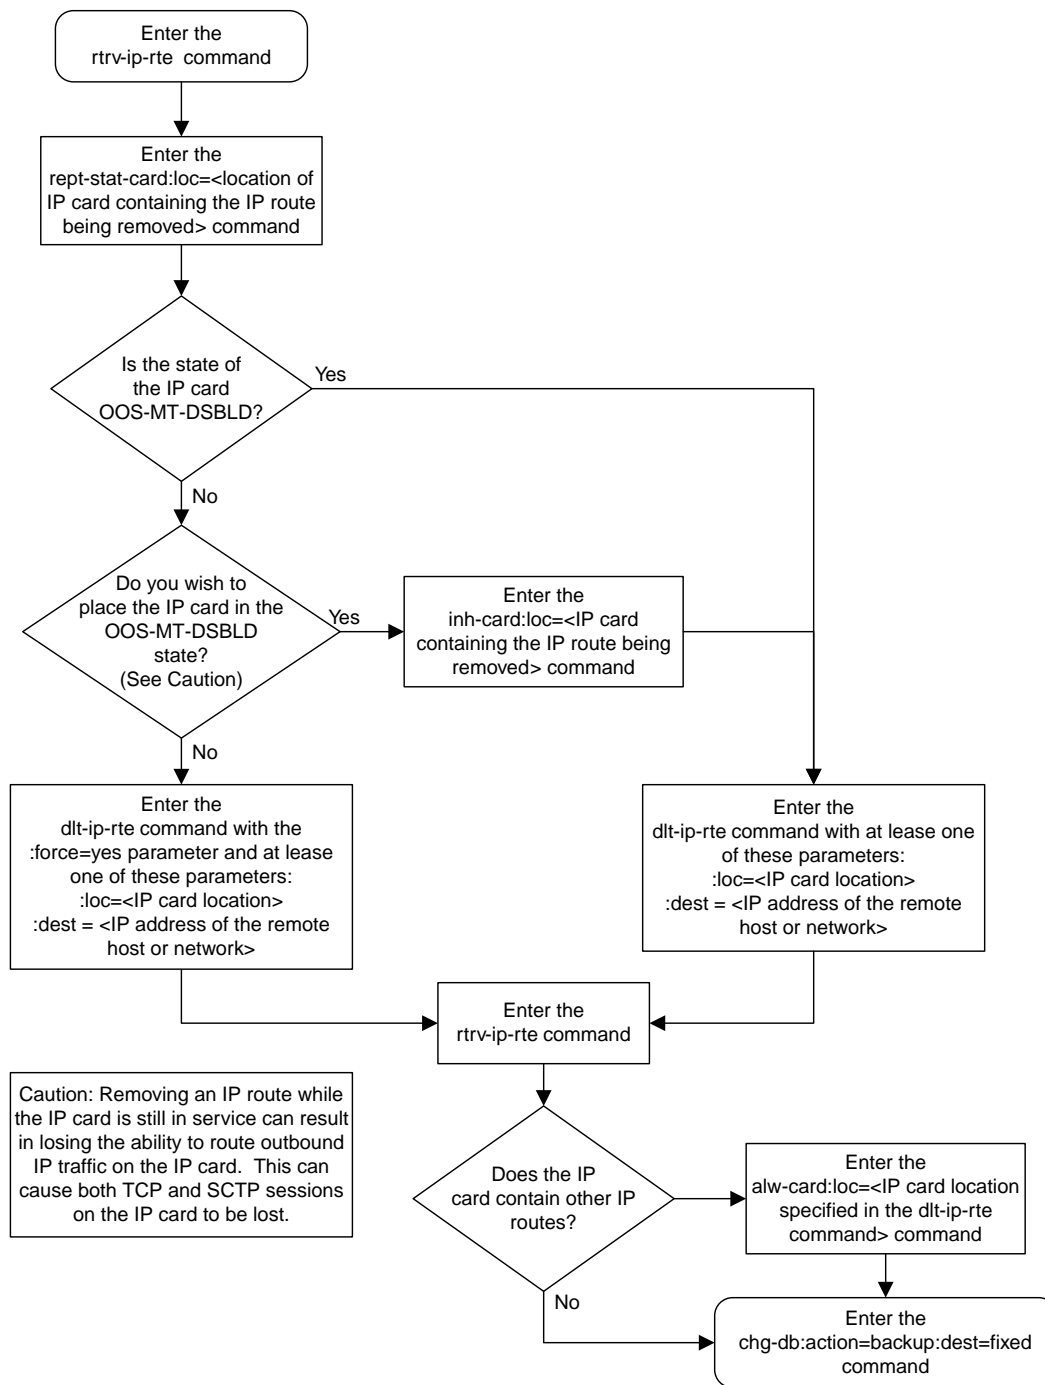 Enter the
rtrv-ip-rte command
Enter the
rept-stat-card:loc=<location of
IP card containing the IP route
being removed> command
Is the state of
the IP card
OOS-MT-DSBLD?
Yes
No
Do you wish to
place the IP card in the
OOS-MT-DSBLD
state?
(See Caution)
Yes
Enter the
inh-card:loc=<IP card
containing the IP route being
removed> command
No
Enter the
dlt-ip-rte command with the
:force=yes parameter and at lease
one of these parameters:
:loc=<IP card location>
:dest = <IP address of the remote
host or network>
Enter the
dlt-ip-rte command with at lease one
of these parameters:
:loc=<IP card location>
:dest = <IP address of the remote
host or network>
Enter the
rtrv-ip-rte command
Caution: Removing an IP route while
the IP card is still in service can result
in losing the ability to route outbound
IP traffic on the IP card. This can
cause both TCP and SCTP sessions
on the IP card to be lost.
Does the IP
card contain other IP
routes?
Enter the
alw-card:loc=<IP card location
specified in the dlt-ip-rte
command> command
No
Enter the
chg-db:action=backup:dest=fixed
command